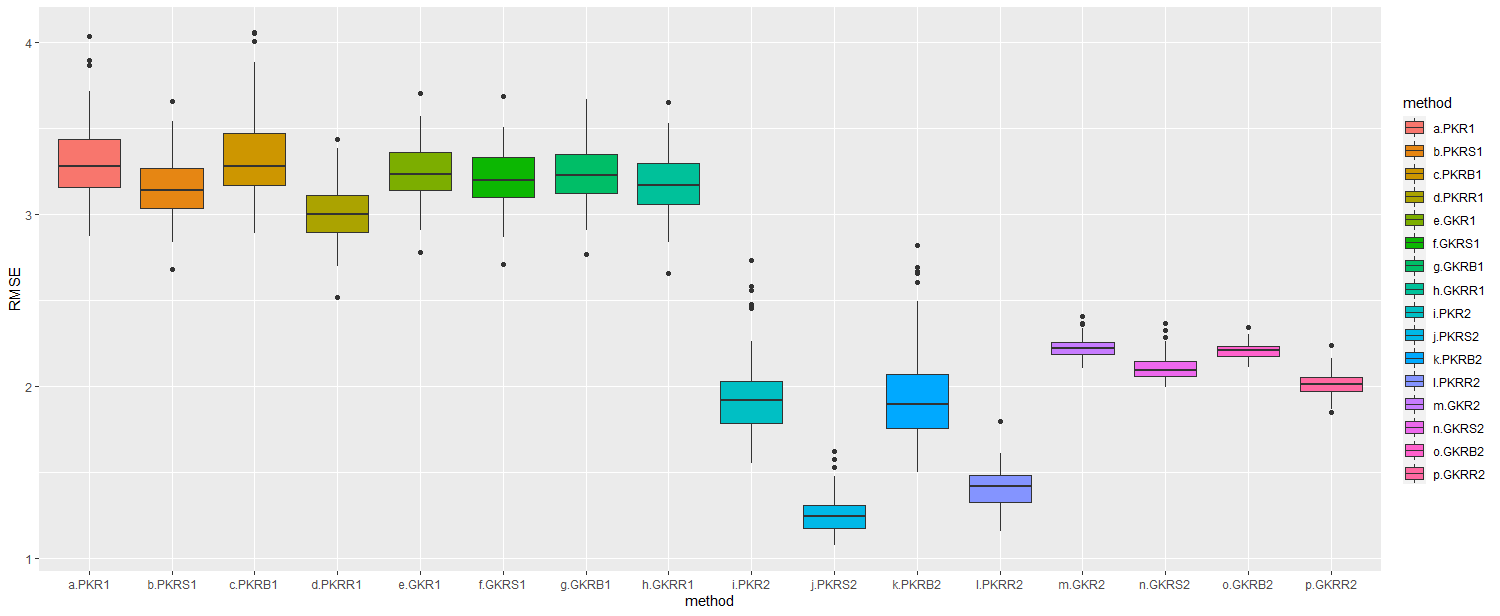 4
3
2
1
RMSE
a.PKR1 b.PKRS1 c.PKRB1 d.PKRR1 e.GKR1 f.GKRS1 g.GKRB1 h.GKRR1 i.PKR2 j.PKRS2 k.PKRB2 l.PKRR2 m.GKR2 n.GKRS2 o.GKRB2 p.GKRR2
method
method
a.PKR1
b.PKRS1
c.PKRB1
d.PKRR1
e.GKR1
f.GKRS1
g.GKRB1
h.GKRR1
i.PKR2
j.PKRS2
k.PKRB2
l.PKRR2
m.GKR2
n.GKRS2
o.GKRB2
p.GKRR2